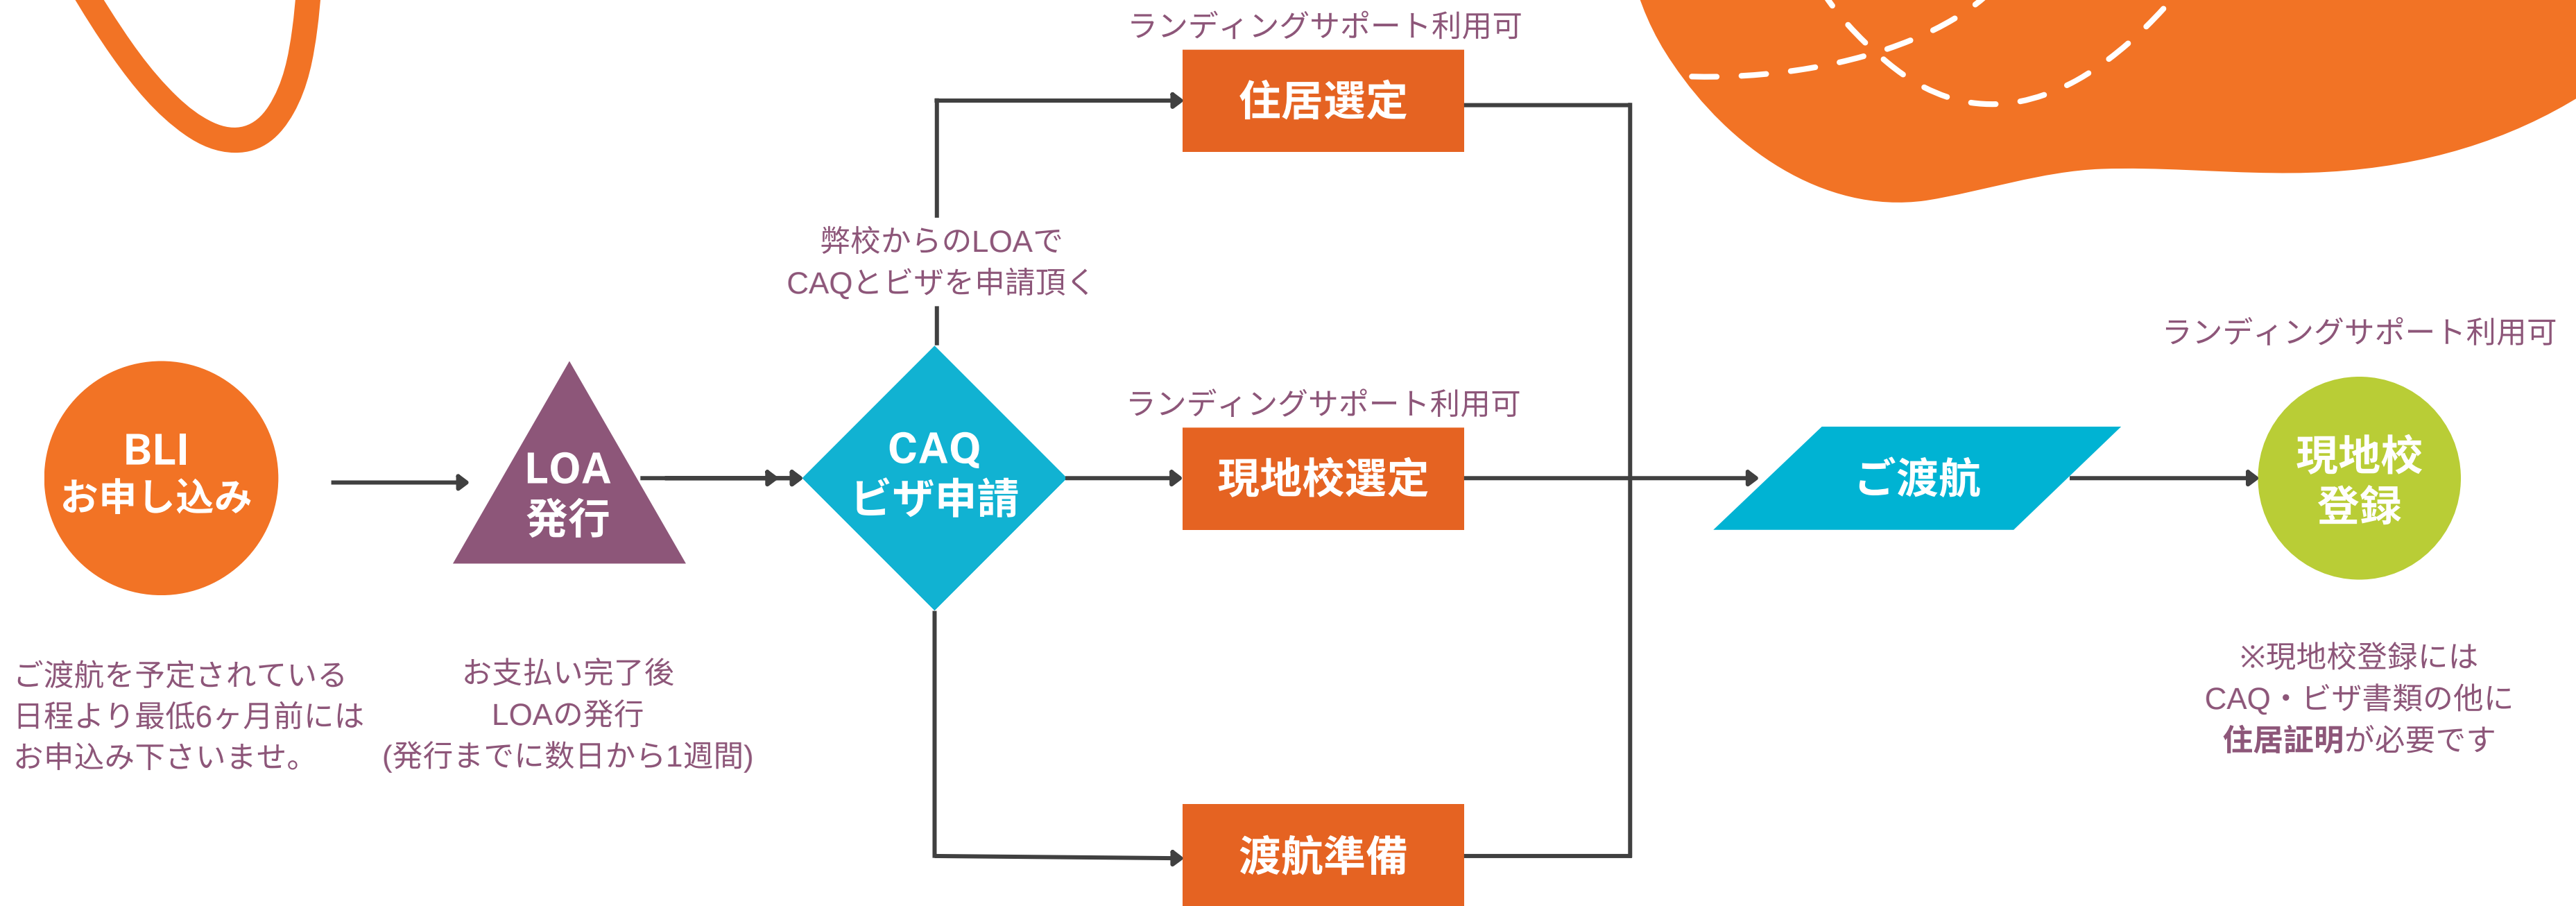 BLI
お申し込み
ご渡航を予定されている
日程より最低6ヶ月前には
お申込み下さいませ。
LOA
発行
お支払い完了後
LOAの発行
(発行までに数日から1週間)
弊校からのLOAで
CAQとビザを申請頂く
CAQ
ビザ申請
ランディングサポート利用可
住居選定
ランディングサポート利用可
現地校選定
渡航準備
ご渡航
ランディングサポート利用可
現地校
登録
※現地校登録には
CAQ・ビザ書類の他に
住居証明が必要です